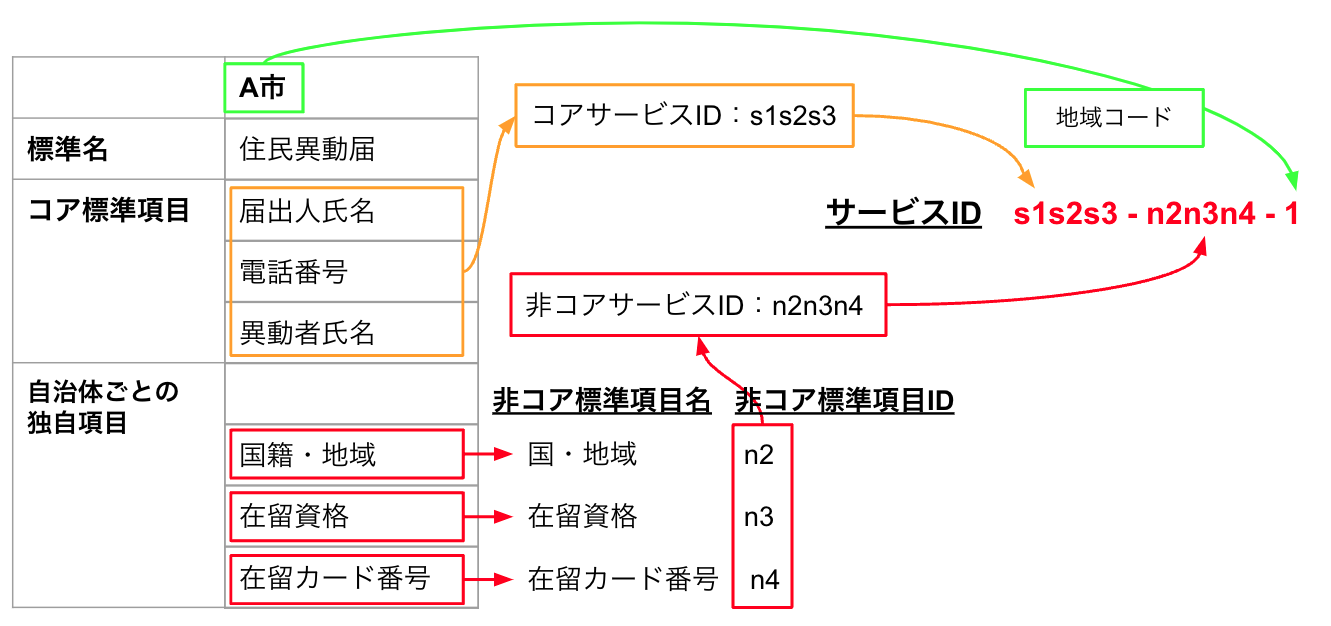 A市
標準名
住民異動届
コア標準項目
届出人氏名
電話番号
異動者氏名
自治体ごとの
独自項目
国籍・地域
在留資格
在留カード番号
コアサービスID：s1s2s3
地域コード
サービスID
s1s2s3 - n2n3n4 - 1
非コアサービスID：n2n3n4
非コア標準項目名
非コア標準項目ID
国・地域
n2
在留資格
n3
在留カード番号
n4